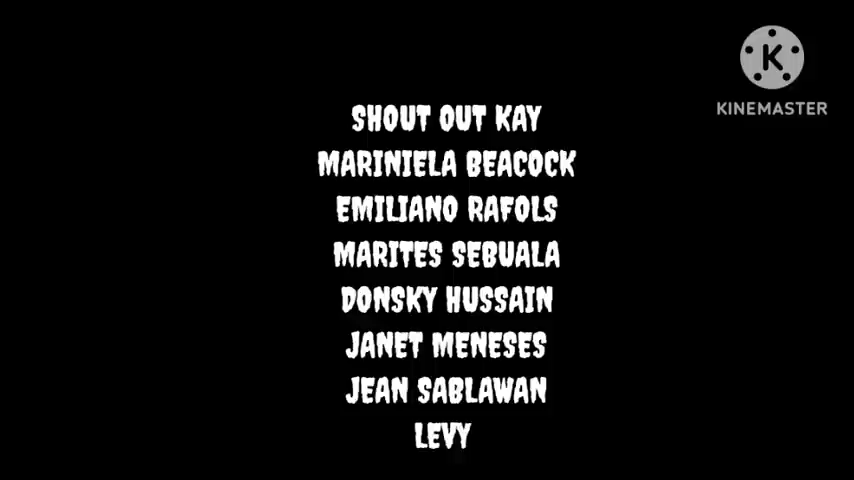 KINEMASTER
SHOUT OUT KAY
MARINIELA BEACOCK
EMILIANO RAFOLS
MARITES SEBUALA
DONSKY HUSSAIN
JANET MENESES
JEAN SABLAWAN
LEVY